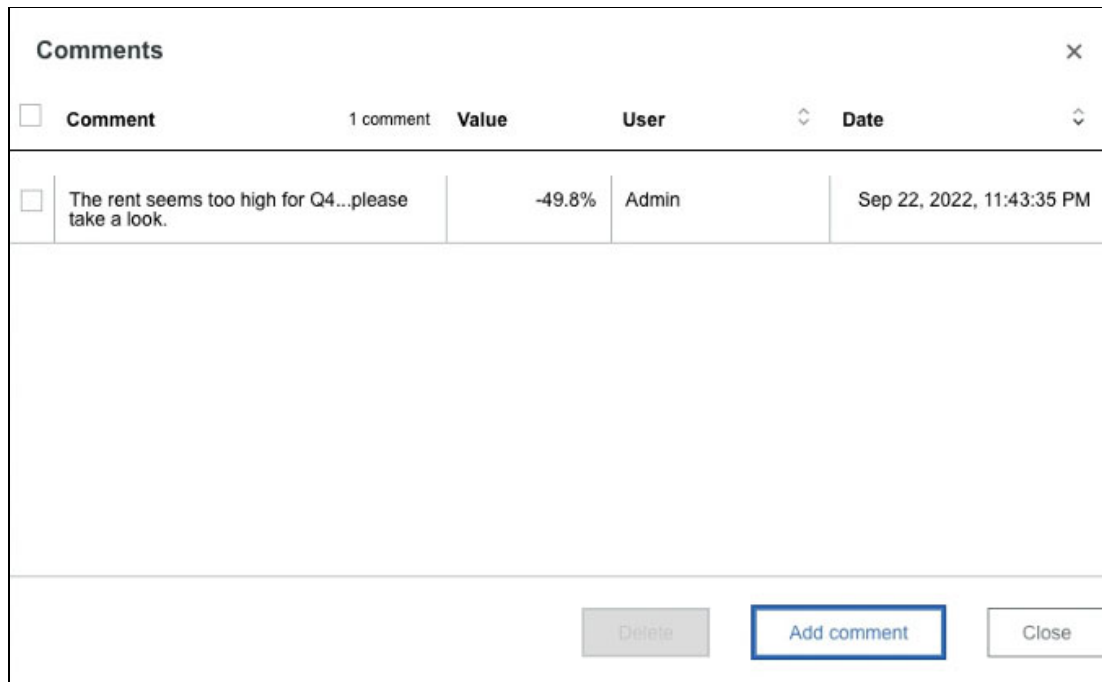 Comments
Comment 1 comment Value User Date
The rent seems too high for Q4...please -49.8% Admin Sep 22, 2022, 11:43:35 PM
take a look.
Delete Add comment Close